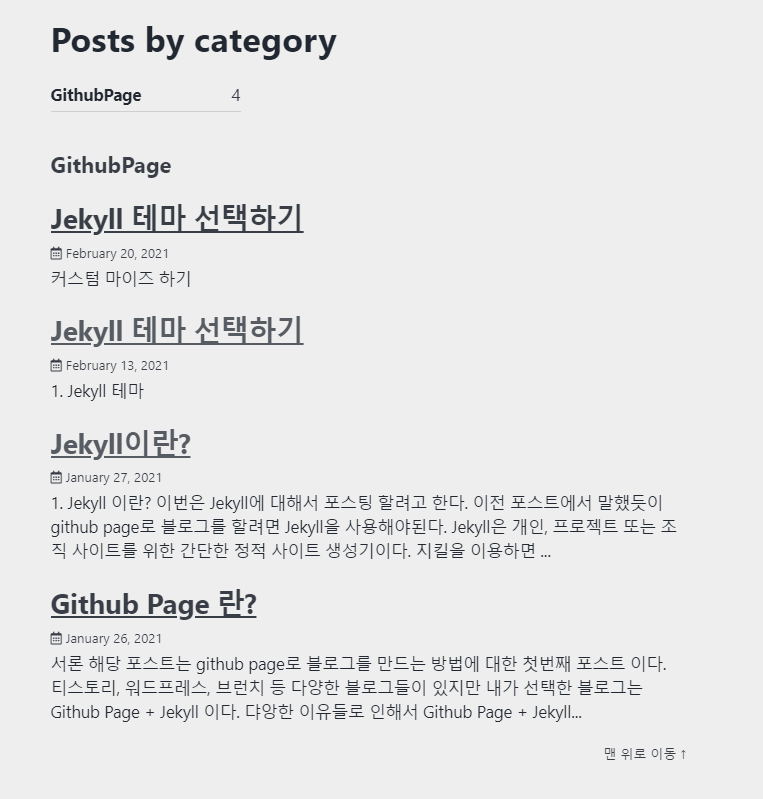 Posts by category
GithubPage 4
GithubPage
Jekyll 테마 선택하기
February 20, 2021
커스텀 마이즈 하기
Jekyll 테마 선택하기
February 13, 2021
1. Jekyll 테마
Jekyll이란?
January 27, 2021
1. Jekyll 이란? 이번은 Jekyll에 대해서 포스팅 할려고 한다. 이전 포스트에서 말했듯이
github page로 블로그를 할려면 Jekyll을 사용해야된다. Jekyll은 개인, 프로젝트 또는 조
직 사이트를 위한 간단한 정적 사이트 생성기이다. 지킬을 이용하면 ...
Github Page 란?
January 26, 2021
서론 해당 포스트는 github page로 블로그를 만드는 방법에 대한 첫번째 포스트 이다.
티스토리, 워드프레스, 브런치 등 다양한 블로그들이 있지만 내가 선택한 블로그는
Github Page + Jekyll 이다. 댜앙한 이유들로 인해서 Github Page + Jekyll...
맨 위로 이동 ↑